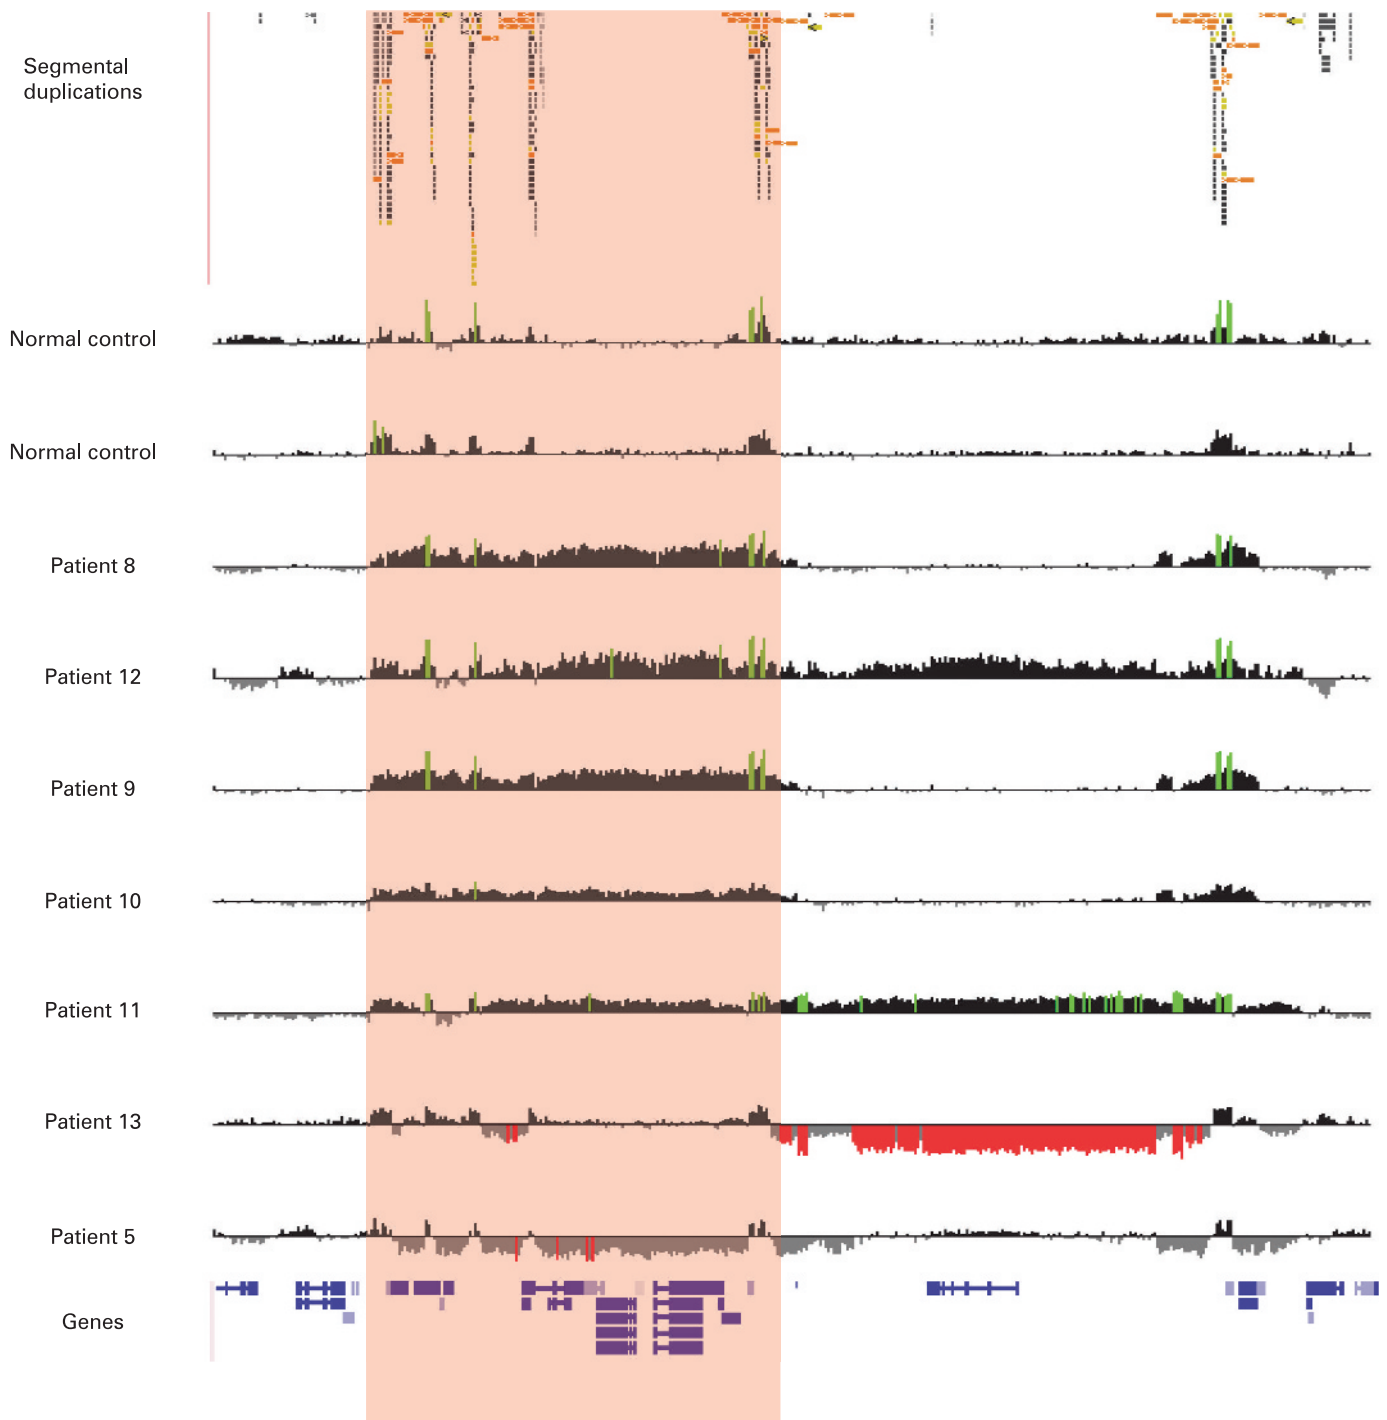 Segmental
duplications
Normal control
Normal control
Patient 8
Patient 12
Patient 9
Patient 10
Patient 11
Patient 13
Patient 5
Genes